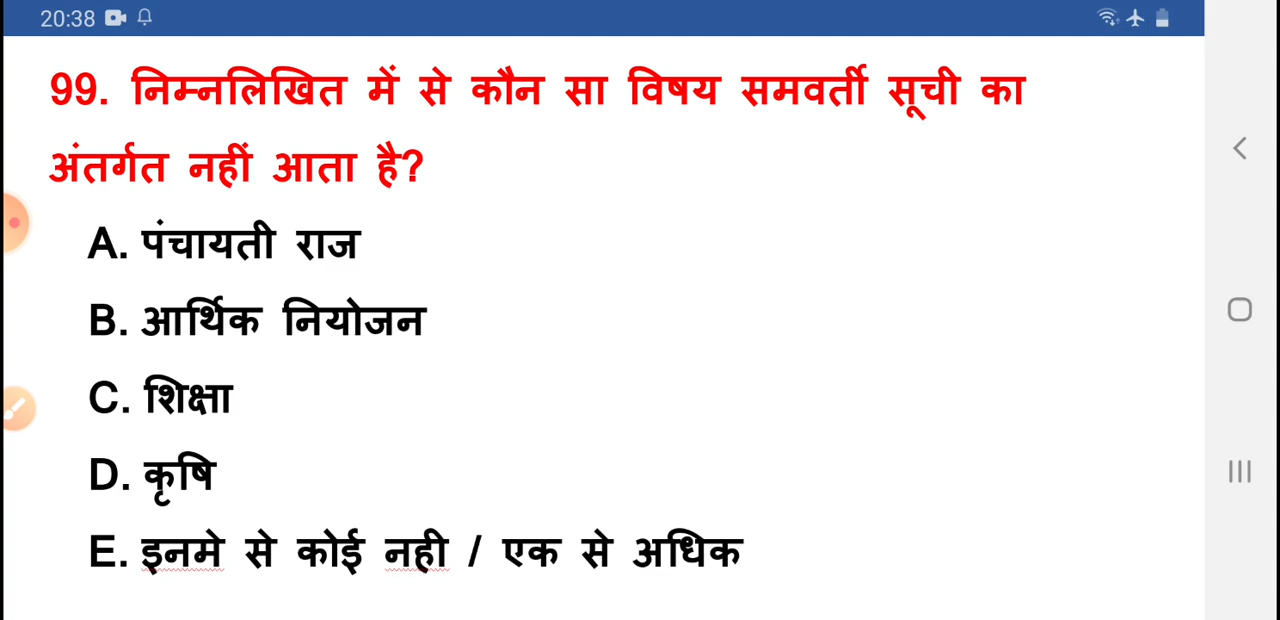 20:38
99. निम्नलिखित में से कौन सा विषय समवर्ती सूची का
अंतर्गत नहीं आता है?
A. पंचायती राज
B. आर्थिक नियोजन
C. शिक्षा
D. कृषि
E. इनमे से कोई नही / एक से अधिक